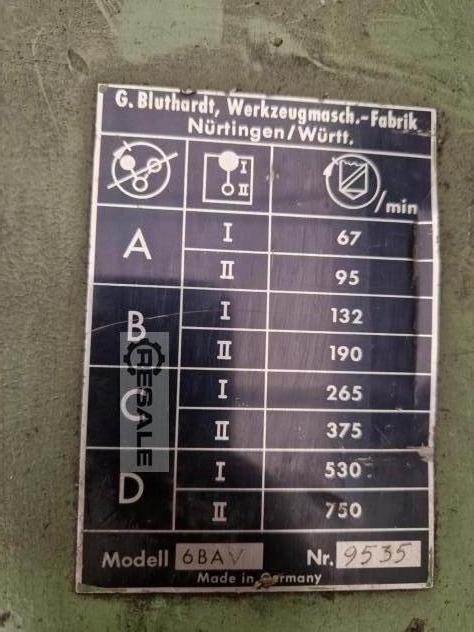 G. Bluthardt, Werkzeugmasch.-Fabrik
Nürtingen/Württ.
I
II
/min
A
I
67
II
95
B
I
132
II
190
C
I
265
II
375
D
I
530
II
750
RESALE
Modell 6BAV
Nr. 9535
Made in Germany